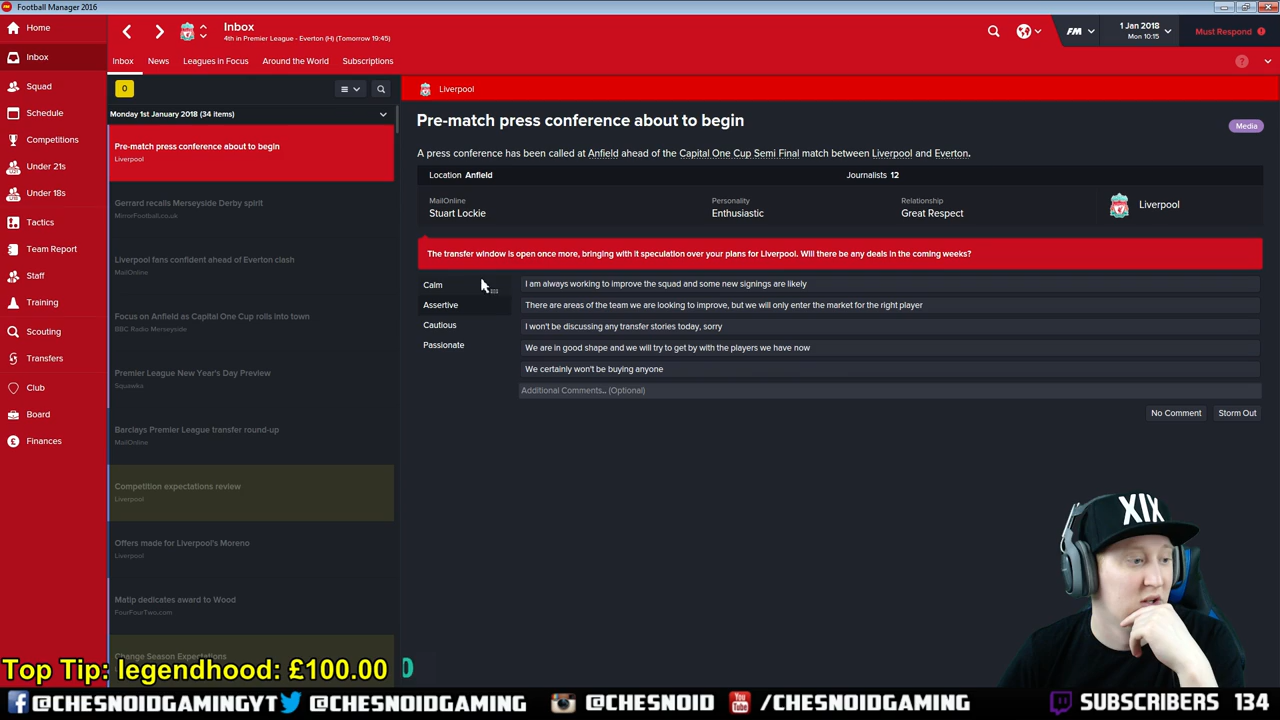 Football Manager 2016
Home
Inbox
Squad
Schedule
Competitions
Under 21s
Under 18s
Tactics
Team Report
Staff
Training
Scouting
Transfers
Club
Board
Finances
Inbox
4th in Premier League - Everton (H) (Tomorrow 19:45)
FM
1 Jan 2018
Mon 10:15
Must Respond
Inbox
News
Leagues in Focus
Around the World
Subscriptions
?
0
Monday 1st January 2018 (34 items)
Pre-match press conference about to begin
Liverpool
Gerrard recalls Merseyside Derby spirit
MirrorFootball.co.uk
Liverpool fans confident ahead of Everton clash
MailOnline
Focus on Anfield as Capital One Cup rolls into town
BBC Radio Merseyside
Premier League New Year's Day Preview
Squawka
Barclays Premier League transfer round-up
MailOnline
Competition expectations review
Liverpool
Offers made for Liverpool's Moreno
Liverpool
Matip dedicates award to Wood
FourFourTwo.com
Change Season Expectations
Liverpool
Pre-match press conference about to begin
Media
A press conference has been called at Anfield ahead of the Capital One Cup Semi Final match between Liverpool and Everton.
Location Anfield
Journalists 12
MailOnline
Stuart Lockie
Personality
Enthusiastic
Relationship
Great Respect
Liverpool
The transfer window is open once more, bringing with it speculation over your plans for Liverpool. Will there be any deals in the coming weeks?
Calm
Assertive
Cautious
Passionate
I am always working to improve the squad and some new signings are likely
There are areas of the team we are looking to improve, but we will only enter the market for the right player
I won't be discussing any transfer stories today, sorry
We are in good shape and we will try to get by with the players we have now
We certainly won't be buying anyone
Additional Comments... (Optional)
No Comment
Storm Out
XIX
Top Tip: legendhood: £100.00
0
@CHESNOIDGAMINGYT
@CHESNOIDGAMING
@CHESNOID
You Tube
/CHESNOIDGAMING
SUBSCRIBERS 134